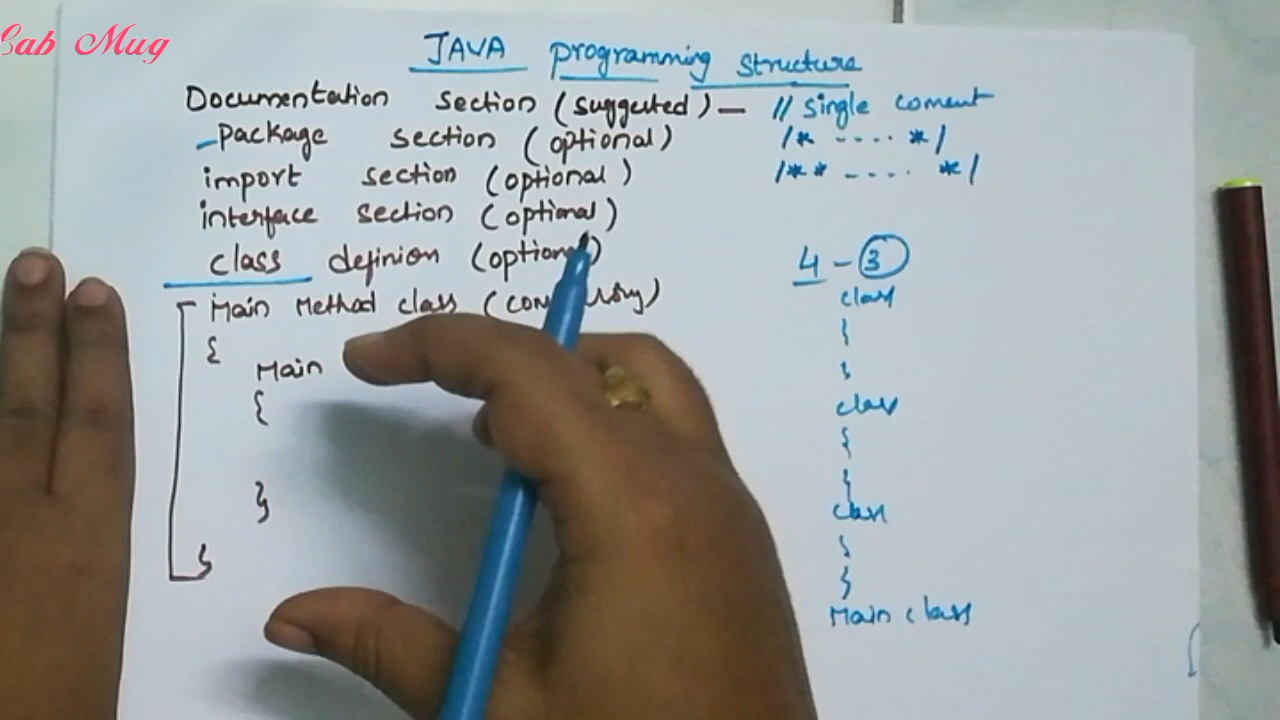 Lab Mug
JAVA programming structure
Documentation section (suggested) — // single coment
package section (optional) /* ---- */
import section (optional) /** ---- */
interface section (optional)
class definion (optional)
Main Method class
{
Main
{
}
}
4 - 3
class
{
}
class
{
}
class
{
}
Main class